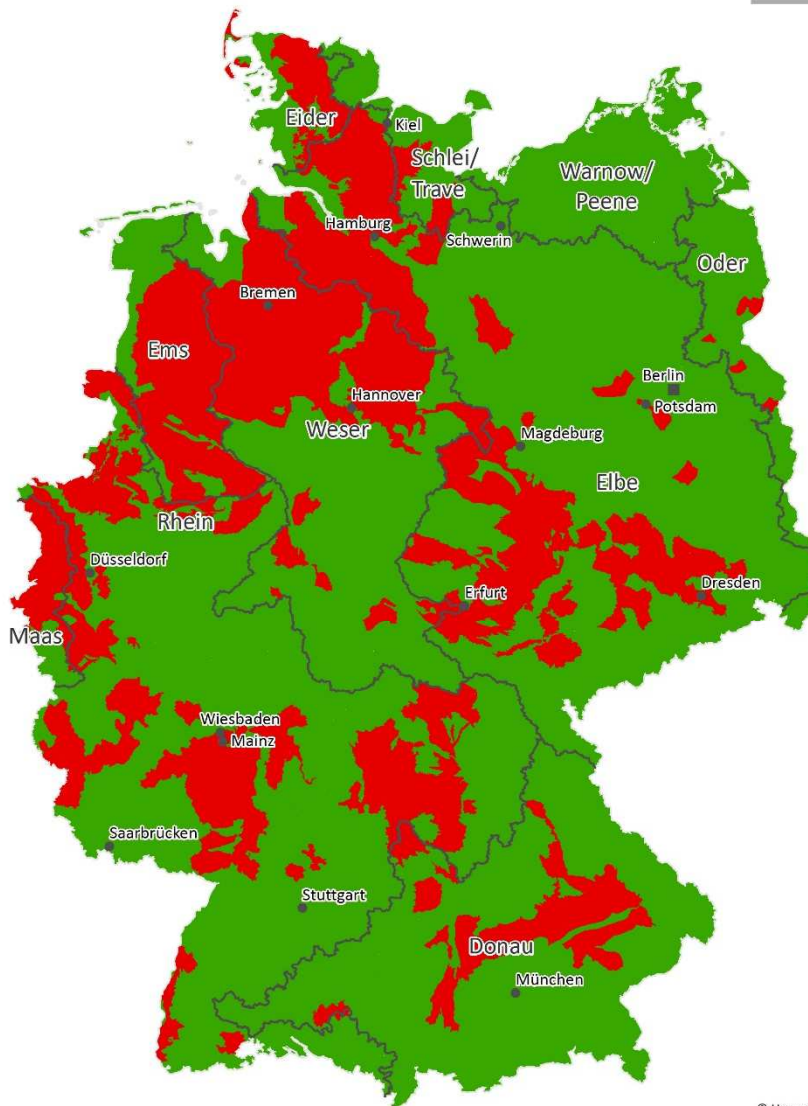 Eider
Kiel
Schlei/
Trave
Warnow/
Peene
Hamburg
Schwerin
Oder
Bremen
Ems
Berlin
Hannover
Potsdam
Weser
Magdeburg
Elbe
Rhein
Düsseldorf
Dresden
Erfurt
Maas
Wiesbaden
Mainz
Saarbrücken
Stuttgart
Donau
München